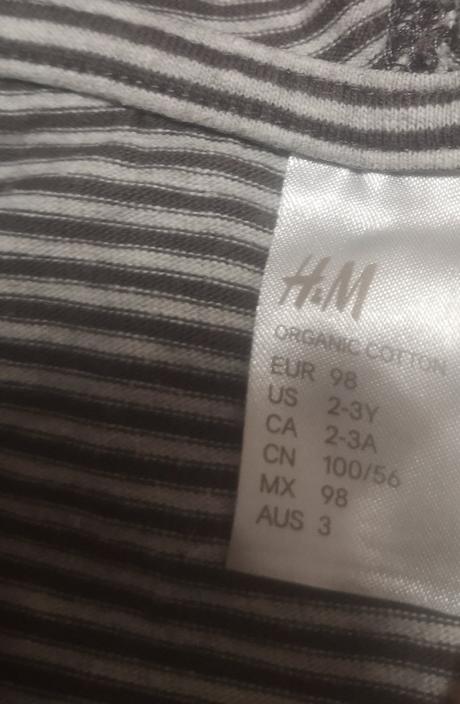 H&M
ORGANIC COTTON
EUR 98
US 2-3Y
CA 2-3A
CN 100/56
MX 98
AUS 3